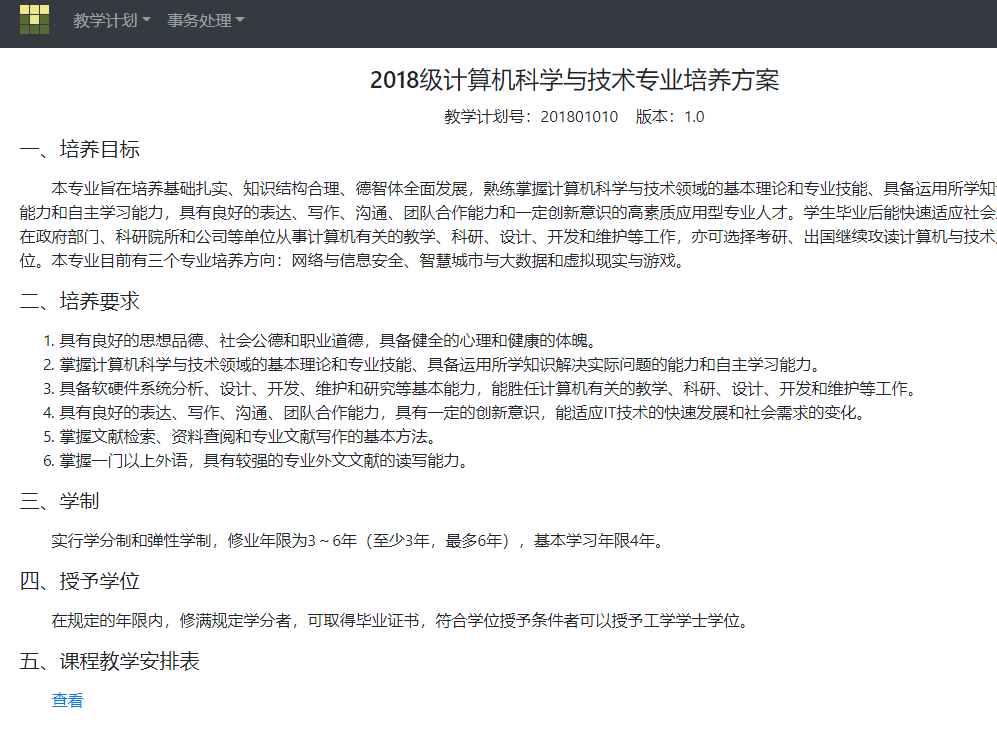 教学计划 事务处理
2018级计算机科学与技术专业培养方案
教学计划号：201801010 版本：1.0
一、培养目标
本专业旨在培养基础扎实、知识结构合理、德智体全面发展，熟练掌握计算机科学与技术领域的基本理论和专业技能、具备运用所学知
能力和自主学习能力，具有良好的表达、写作、沟通、团队合作能力和一定创新意识的高素质应用型专业人才。学生毕业后能快速适应社会
在政府部门、科研院所和公司等单位从事计算机有关的教学、科研、设计、开发和维护等工作，亦可选择考研、出国继续攻读计算机与技术
位。本专业目前有三个专业培养方向：网络与信息安全、智慧城市与大数据和虚拟现实与游戏。
二、培养要求
1. 具有良好的思想品德、社会公德和职业道德，具备健全的心理和健康的体魄。
2. 掌握计算机科学与技术领域的基本理论和专业技能、具备运用所学知识解决实际问题的能力和自主学习能力。
3. 具备软硬件系统分析、设计、开发、维护和研究等基本能力，能胜任计算机有关的教学、科研、设计、开发和维护等工作。
4. 具有良好的表达、写作、沟通、团队合作能力，具有一定的创新意识，能适应IT技术的快速发展和社会需求的变化。
5. 掌握文献检索、资料查阅和专业文献写作的基本方法。
6. 掌握一门以上外语，具有较强的专业外文文献的读写能力。
三、学制
实行学分制和弹性学制，修业年限为3～6年（至少3年，最多6年），基本学习年限4年。
四、授予学位
在规定的年限内，修满规定学分者，可取得毕业证书，符合学位授予条件者可以授予工学学士学位。
五、课程教学安排表
查看